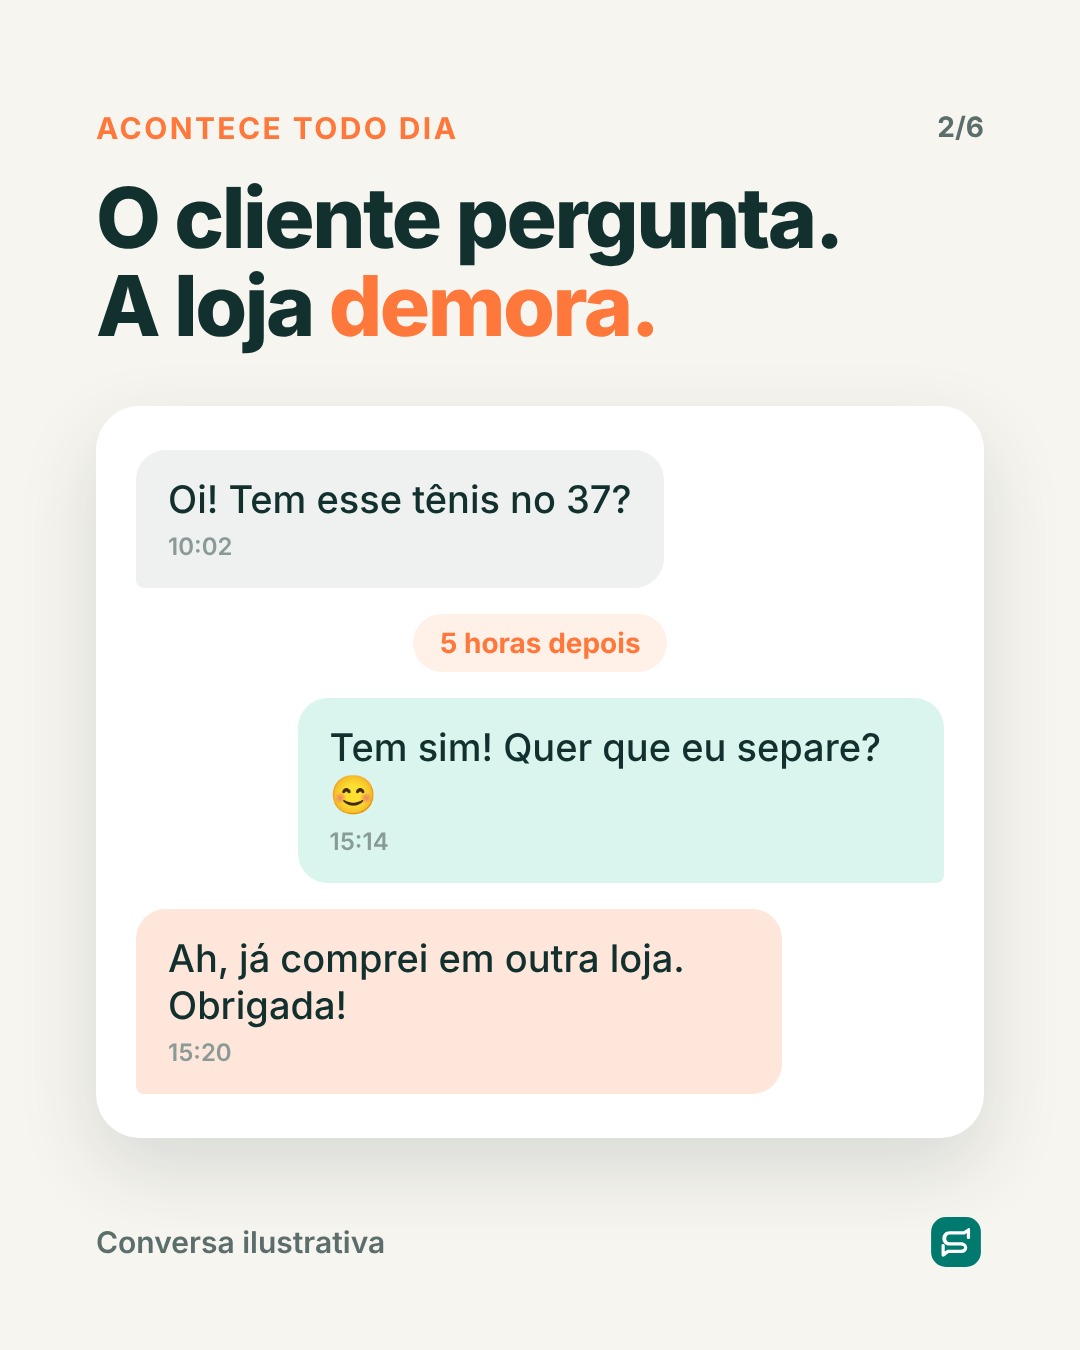 ACONTECE TODO DIA
2/6
O cliente pergunta.
A loja demora.
Oi! Tem esse tênis no 37?
10:02
5 horas depois
Tem sim! Quer que eu separe?
😊
15:14
Ah, já comprei em outra loja.
Obrigada!
15:20
Conversa ilustrativa